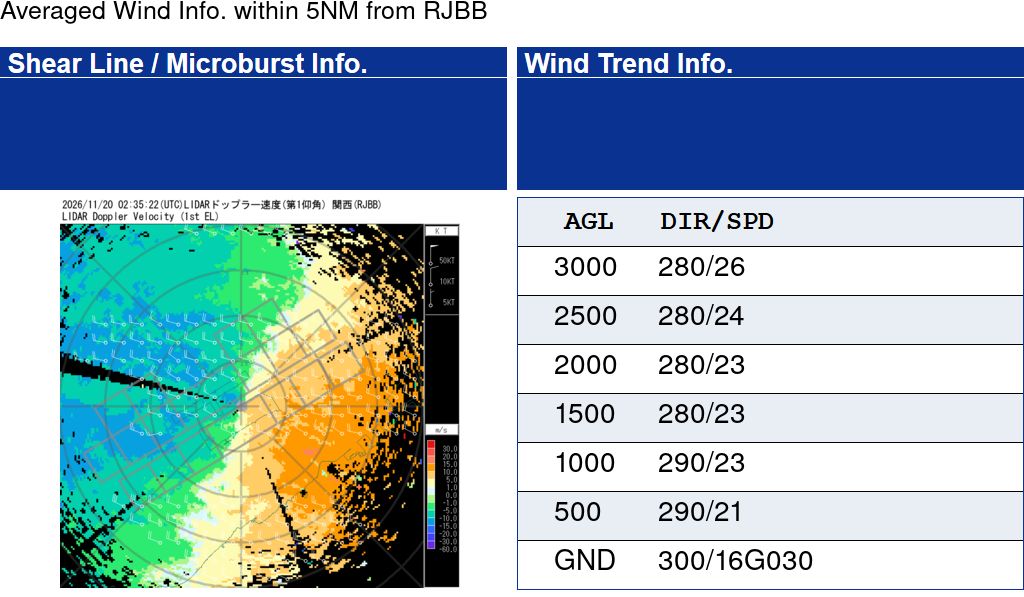 Averaged Wind Info. within 5NM from RJBB
Shear Line / Microburst Info.
Wind Trend Info.
2026/11/20 02:35:22(UTC)LIDARドップラー速度(第1仰角) 関西(RJBB)
LIDAR Doppler Velocity (1st EL)
K T
50KT
10KT
5KT
m/s
30.0
20.0
15.0
10.0
5.0
1.0
0.0
-1.0
-5.0
-10.0
-15.0
-20.0
-30.0
-60.0
AGL DIR/SPD
3000 280/26
2500 280/24
2000 280/23
1500 280/23
1000 290/23
500 290/21
GND 300/16G030